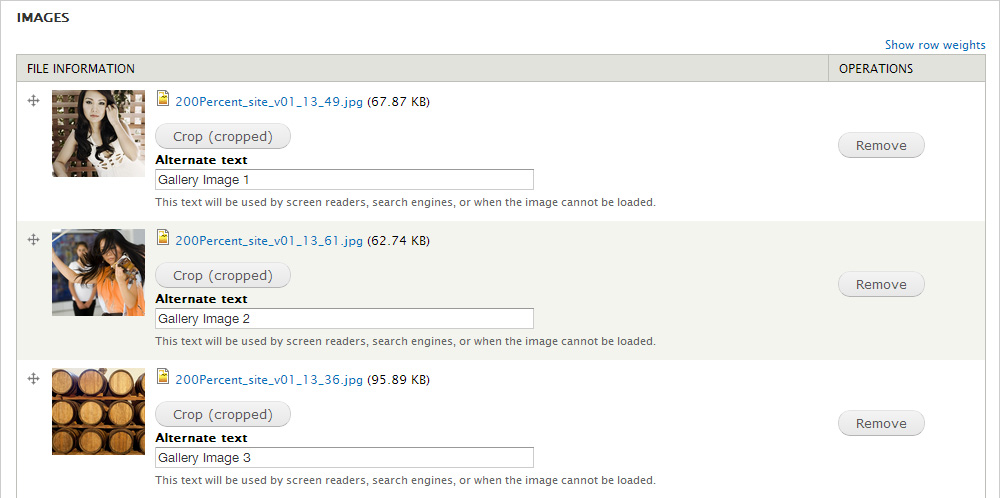 IMAGES
Show row weights
FILE INFORMATION OPERATIONS
200Percent_site_v01_13_49.jpg (67.87 KB)
Crop (cropped)
Remove
Alternate text
Gallery Image 1
This text will be used by screen readers, search engines, or when the image cannot be loaded.
200Percent_site_v01_13_61.jpg (62.74 KB)
Crop (cropped)
Remove
Alternate text
Gallery Image 2
This text will be used by screen readers, search engines, or when the image cannot be loaded.
200Percent_site_v01_13_36.jpg (95.89 KB)
Crop (cropped)
Remove
Alternate text
Gallery Image 3
This text will be used by screen readers, search engines, or when the image cannot be loaded.